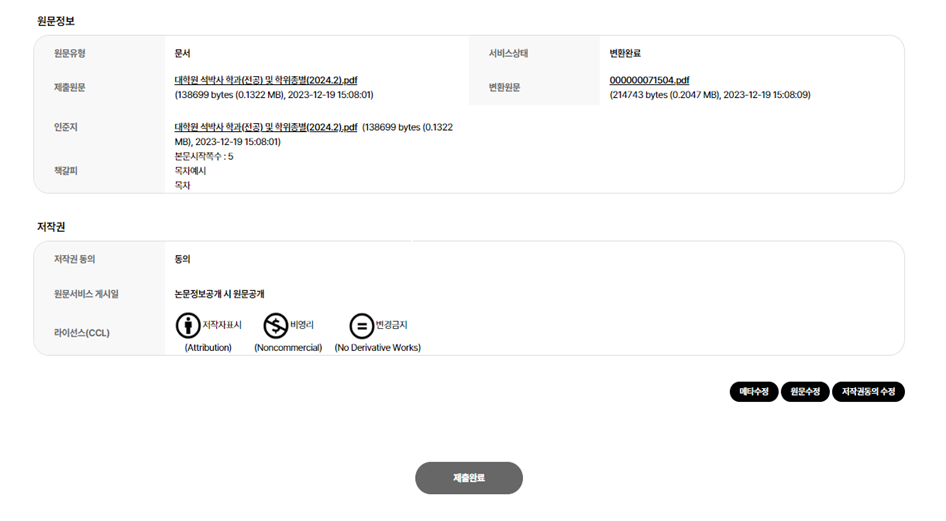 원문정보
원문유형 문서 서비스상태 변환완료
제출원문 대학원 석박사 학과(전공) 및 학위종별(2024.2).pdf 변환원문 000000071504.pdf
(138699 bytes (0.1322 MB), 2023-12-19 15:08:01) (214743 bytes (0.2047 MB), 2023-12-19 15:08:09)
인준지 대학원 석박사 학과(전공) 및 학위종별(2024.2).pdf (138699 bytes (0.1322
MB), 2023-12-19 15:08:01)
본문시작쪽수 : 5
책갈피 목차예시
목차
저작권
저작권 동의 동의
원문서비스 게시일 논문정보공개 시 원문공개
라이선스(CCL) 저작자표시 비영리 변경금지
(Attribution) (Noncommercial) (No Derivative Works)
메타수정 원문수정 저작권동의 수정
제출완료